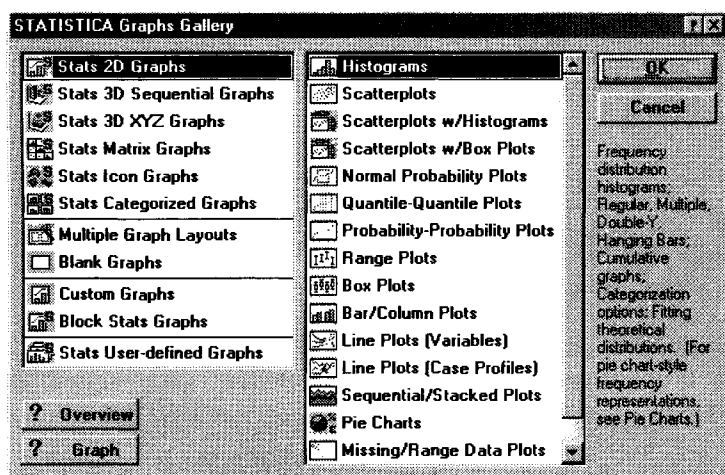 STATISTICA Graphs Gallery
? X
Stats 2D Graphs
Stats 3D Sequential Graphs
Stats 3D XYZ Graphs
Stats Matrix Graphs
Stats Icon Graphs
Stats Categorized Graphs
Multiple Graph Layouts
Blank Graphs
Custom Graphs
Block Stats Graphs
Stats User-defined Graphs
? Overview
? Graph
Histograms
Scatterplots
Scatterplots w/Histograms
Scatterplots w/Box Plots
Normal Probability Plots
Quantile-Quantile Plots
Probability-Probability Plots
Range Plots
Box Plots
Bar/Column Plots
Line Plots (Variables)
Line Plots (Case Profiles)
Sequential/Stacked Plots
Pie Charts
Missing/Range Data Plots
OK
Cancel
Frequency
distribution
histograms;
Regular, Multiple,
Double-Y,
Hanging Bars;
Cumulative
graphs;
Categorization
options; Fitting
theoretical
distributions. (For
pie chart-style
frequency
representations,
see Pie Charts.)